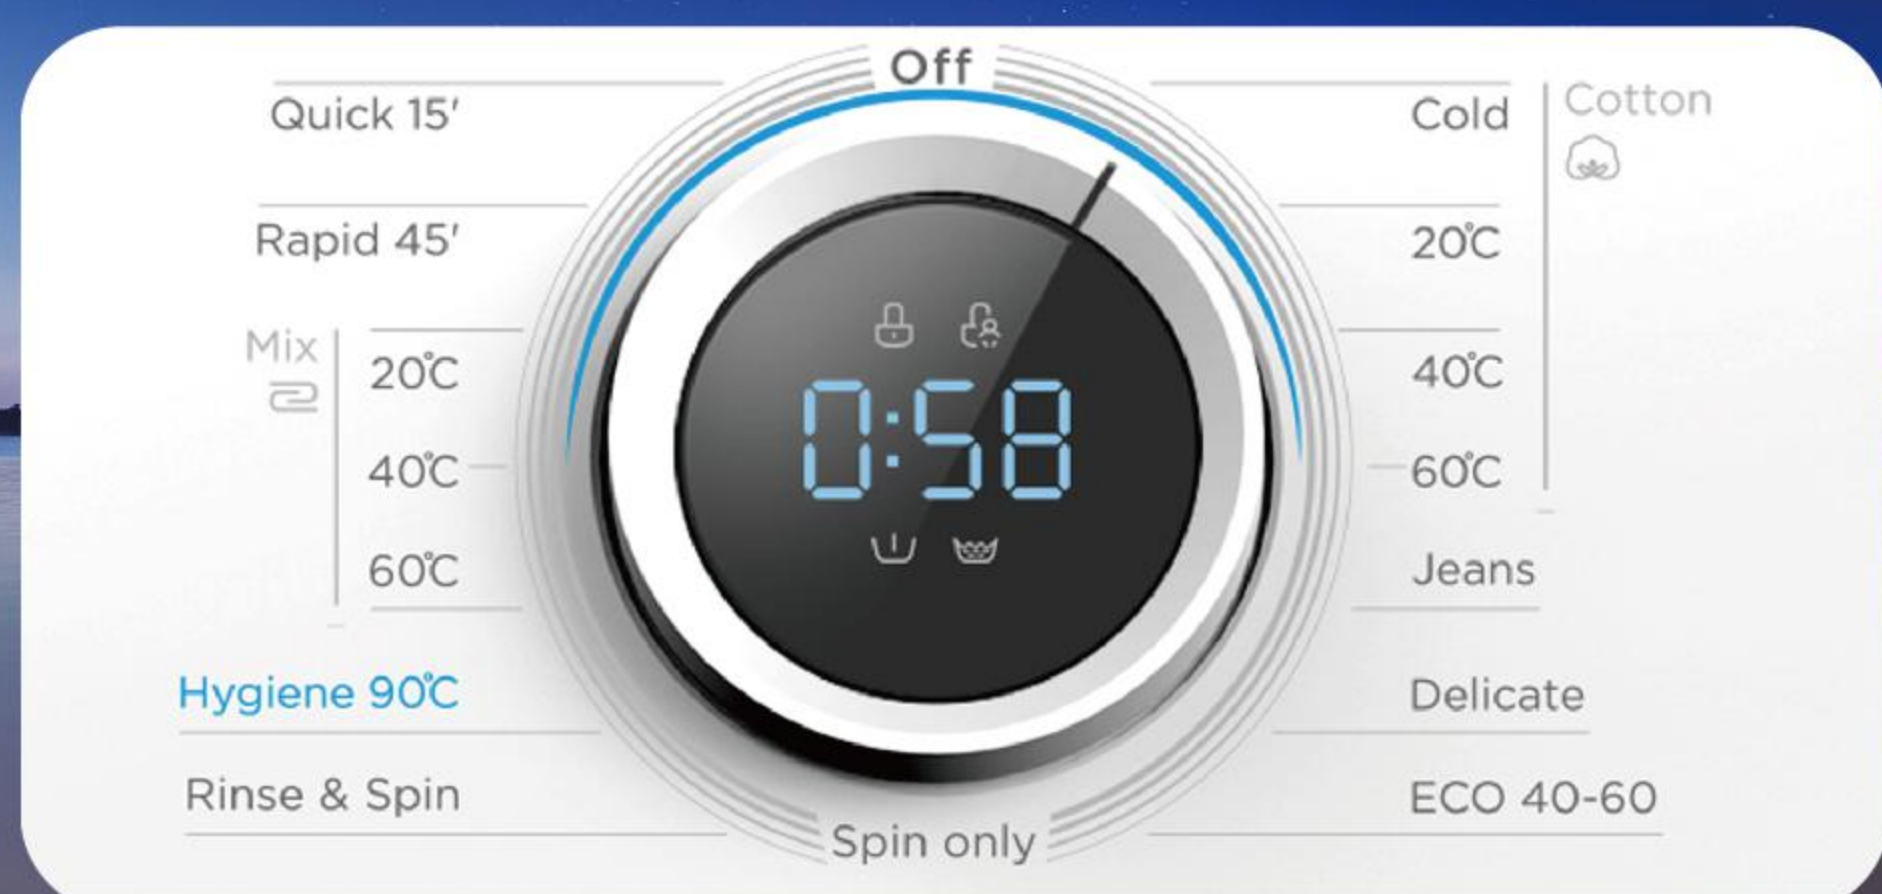 Off
Quick 15'
Rapid 45'
Mix
20℃
40℃
60℃
Hygiene 90℃
Rinse & Spin
0:58
Spin only
Cold
Cotton
20℃
40℃
60℃
Jeans
Delicate
ECO 40-60